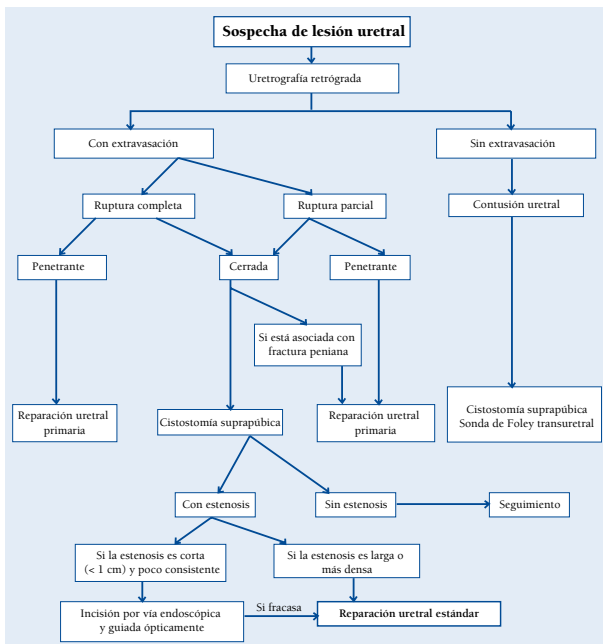 Sospecha de lesión uretral
Uretrografía retrógrada
Con extravasación
Sin extravasación
Ruptura completa
Ruptura parcial
Contusión uretral
Penetrante
Cerrada
Penetrante
Si está asociada con
fractura peniana
Reparación uretral
primaria
Cistostomía suprapúbica
Reparación uretral
primaria
Cistostomía suprapúbica
Sonda de Foley transuretral
Con estenosis
Sin estenosis
Seguimiento
Si la estenosis es corta
(< 1 cm) y poco consistente
Si la estenosis es larga o
más densa
Incisión por vía endoscópica
y guiada ópticamente
Si fracasa
Reparación uretral estándar